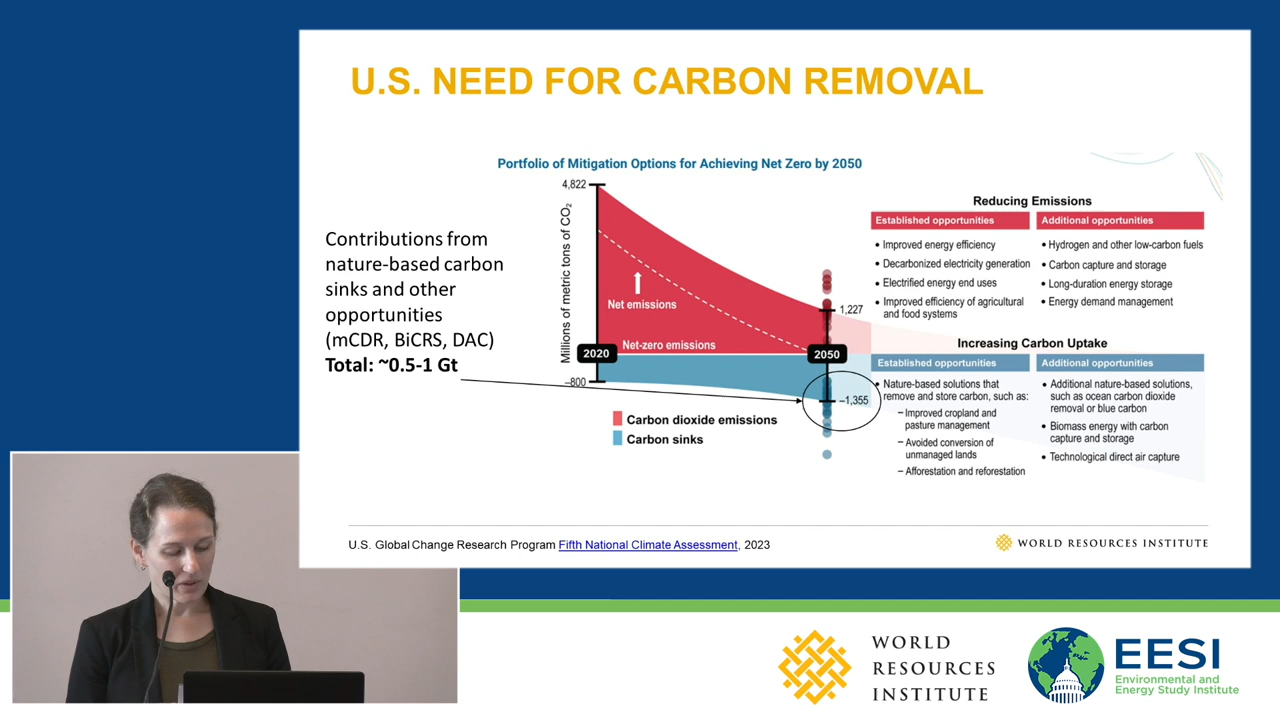 U.S. NEED FOR CARBON REMOVAL
Portfolio of Mitigation Options for Achieving Net Zero by 2050
Contributions from
nature-based carbon
sinks and other
opportunities
(mCDR, BiCRS, DAC)
Total: ~0.5-1 Gt
Millions of metric tons of CO₂
4,822
Net emissions
Net-zero emissions
2020
2050
–800
1,227
–1,355
Carbon dioxide emissions
Carbon sinks
Reducing Emissions
Established opportunities
• Improved energy efficiency
• Decarbonized electricity generation
• Electrified energy end uses
• Improved efficiency of agricultural
and food systems
Additional opportunities
• Hydrogen and other low-carbon fuels
• Carbon capture and storage
• Long-duration energy storage
• Energy demand management
Increasing Carbon Uptake
Established opportunities
• Nature-based solutions that
remove and store carbon, such as:
– Improved cropland and
pasture management
– Avoided conversion of
unmanaged lands
– Afforestation and reforestation
Additional opportunities
• Additional nature-based solutions,
such as ocean carbon dioxide
removal or blue carbon
• Biomass energy with carbon
capture and storage
• Technological direct air capture
U.S. Global Change Research Program Fifth National Climate Assessment, 2023
WORLD RESOURCES INSTITUTE
WORLD
RESOURCES
INSTITUTE
EESI
Environmental and
Energy Study Institute